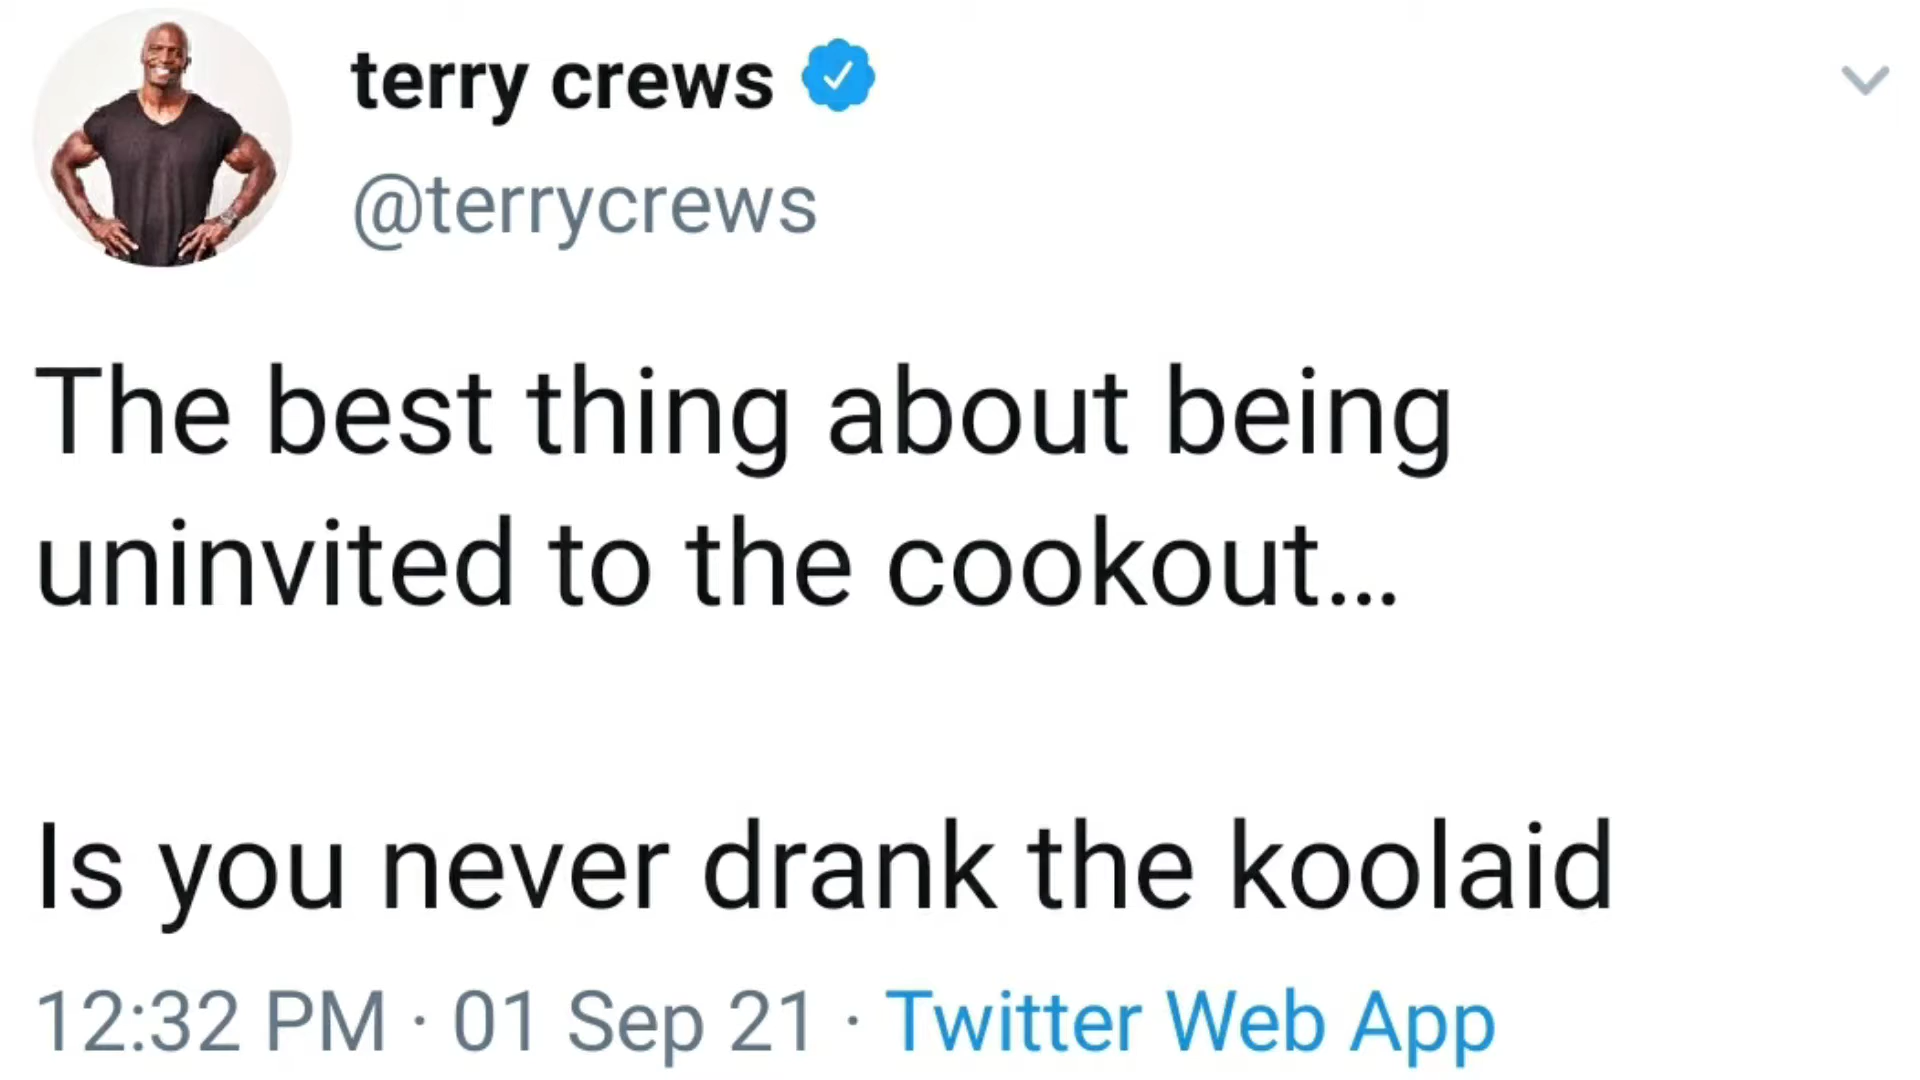 terry crews
@terrycrews
The best thing about being
uninvited to the cookout...
Is you never drank the koolaid
12:32 PM · 01 Sep 21 · Twitter Web App